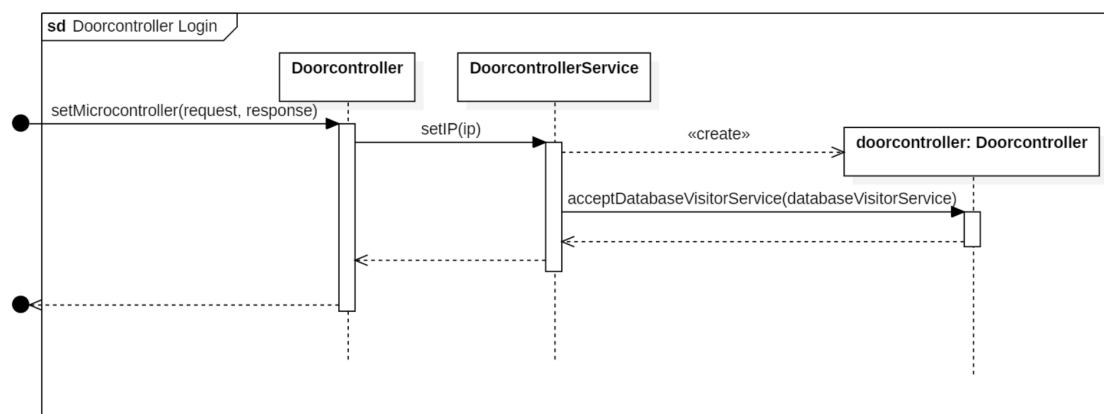 sd Doorcontroller Login
Doorcontroller
DoorcontrollerService
setMicrocontroller(request, response)
setIP(ip)
«create»
doorcontroller: Doorcontroller
acceptDatabaseVisitorService(databaseVisitorService)